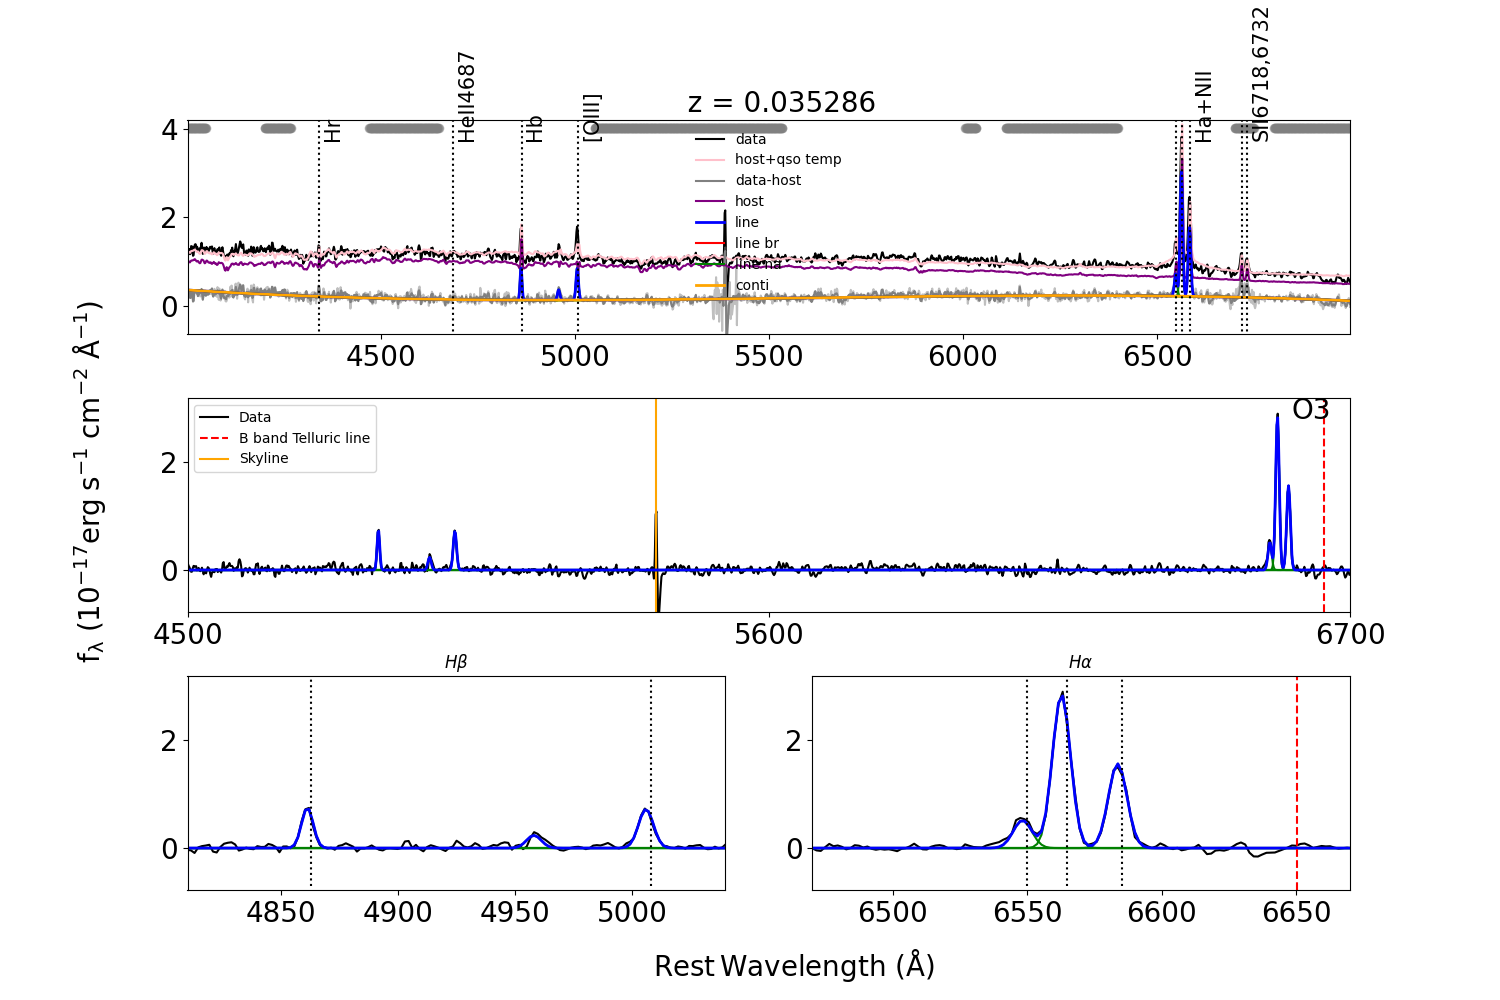 z = 0.035286
Hr
HeII4687
Hb
[OIII]
Ha+NII
SII6718,6732
data
host+qso temp
data-host
host
line
line br
line na
conti
4
2
0
4500 5000 5500 6000 6500
Data
B band Telluric line
Skyline
O3
2
0
4500 5600 6700
fλ (10⁻¹⁷erg s⁻¹ cm⁻² Å⁻¹)
Hβ
2
0
4850 4900 4950 5000
Hα
2
0
6500 6550 6600 6650
Rest Wavelength (Å)